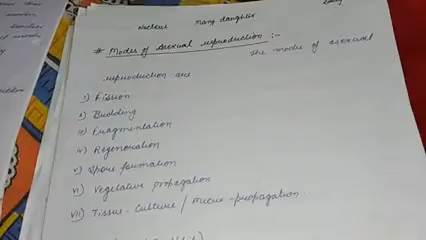 Nucleus Many daughter
# Modes of asexual reproduction :-
The modes of asexual
reproduction are
i) Fission
ii) Budding
iii) Fragmentation
iv) Regeneration
v) Spore formation
vi) Vegetative propagation
vii) Tissue-Culture / Micro-propagation